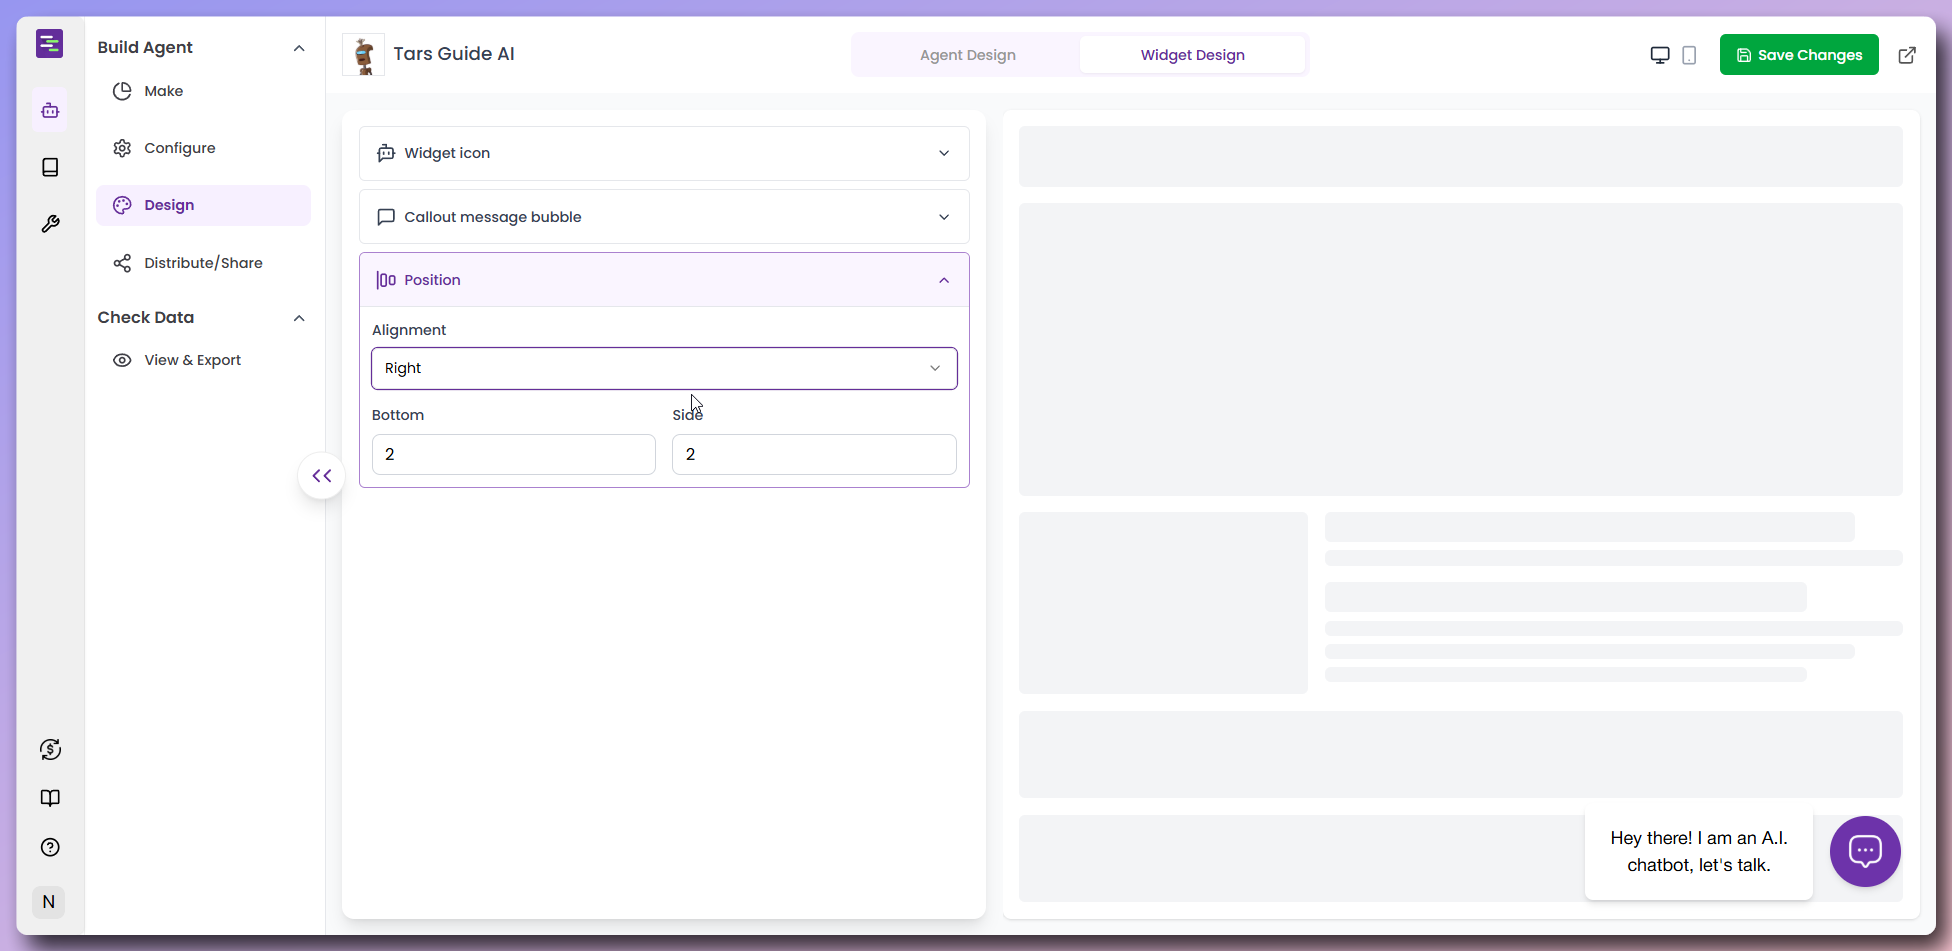 Build Agent
Make
Configure
Design
Distribute/Share
Check Data
View & Export
N
Tars Guide AI
Agent Design
Widget Design
Save Changes
Widget icon
Callout message bubble
Position
Alignment
Right
Bottom
Side
2
2
Hey there! I am an A.I.
chatbot, let's talk.